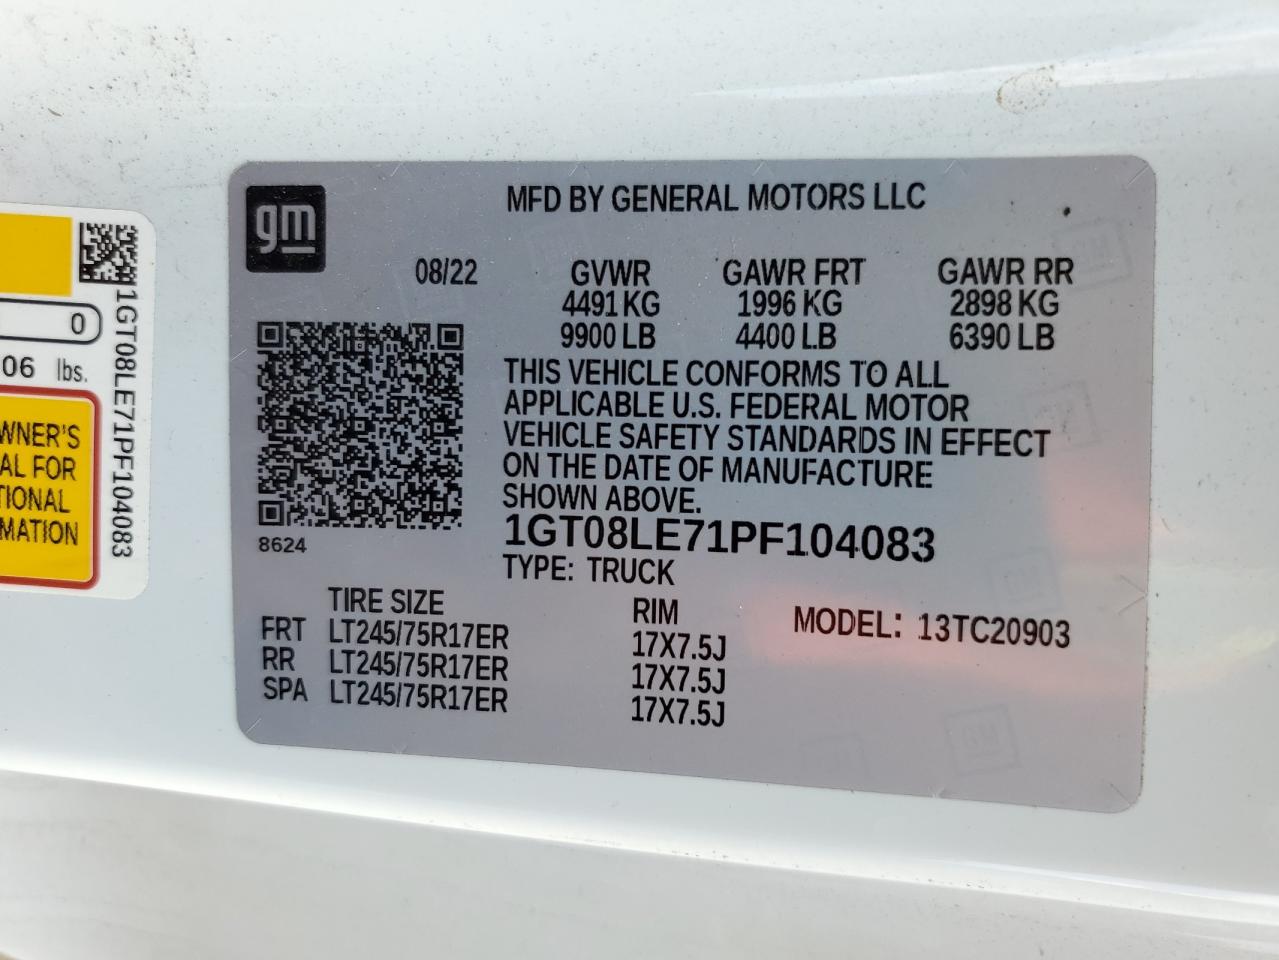 gm
MFD BY GENERAL MOTORS LLC
08/22 GVWR GAWR FRT GAWR RR
4491 KG 1996 KG 2898 KG
9900 LB 4400 LB 6390 LB
THIS VEHICLE CONFORMS TO ALL
APPLICABLE U.S. FEDERAL MOTOR
VEHICLE SAFETY STANDARDS IN EFFECT
ON THE DATE OF MANUFACTURE
SHOWN ABOVE.
1GT08LE71PF104083
TYPE: TRUCK
8624
TIRE SIZE RIM MODEL: 13TC20903
FRT LT245/75R17ER 17X7.5J
RR LT245/75R17ER 17X7.5J
SPA LT245/75R17ER 17X7.5J
0
06 lbs.
WNER'S
AL FOR
TIONAL
MATION
1GT08LE71PF104083